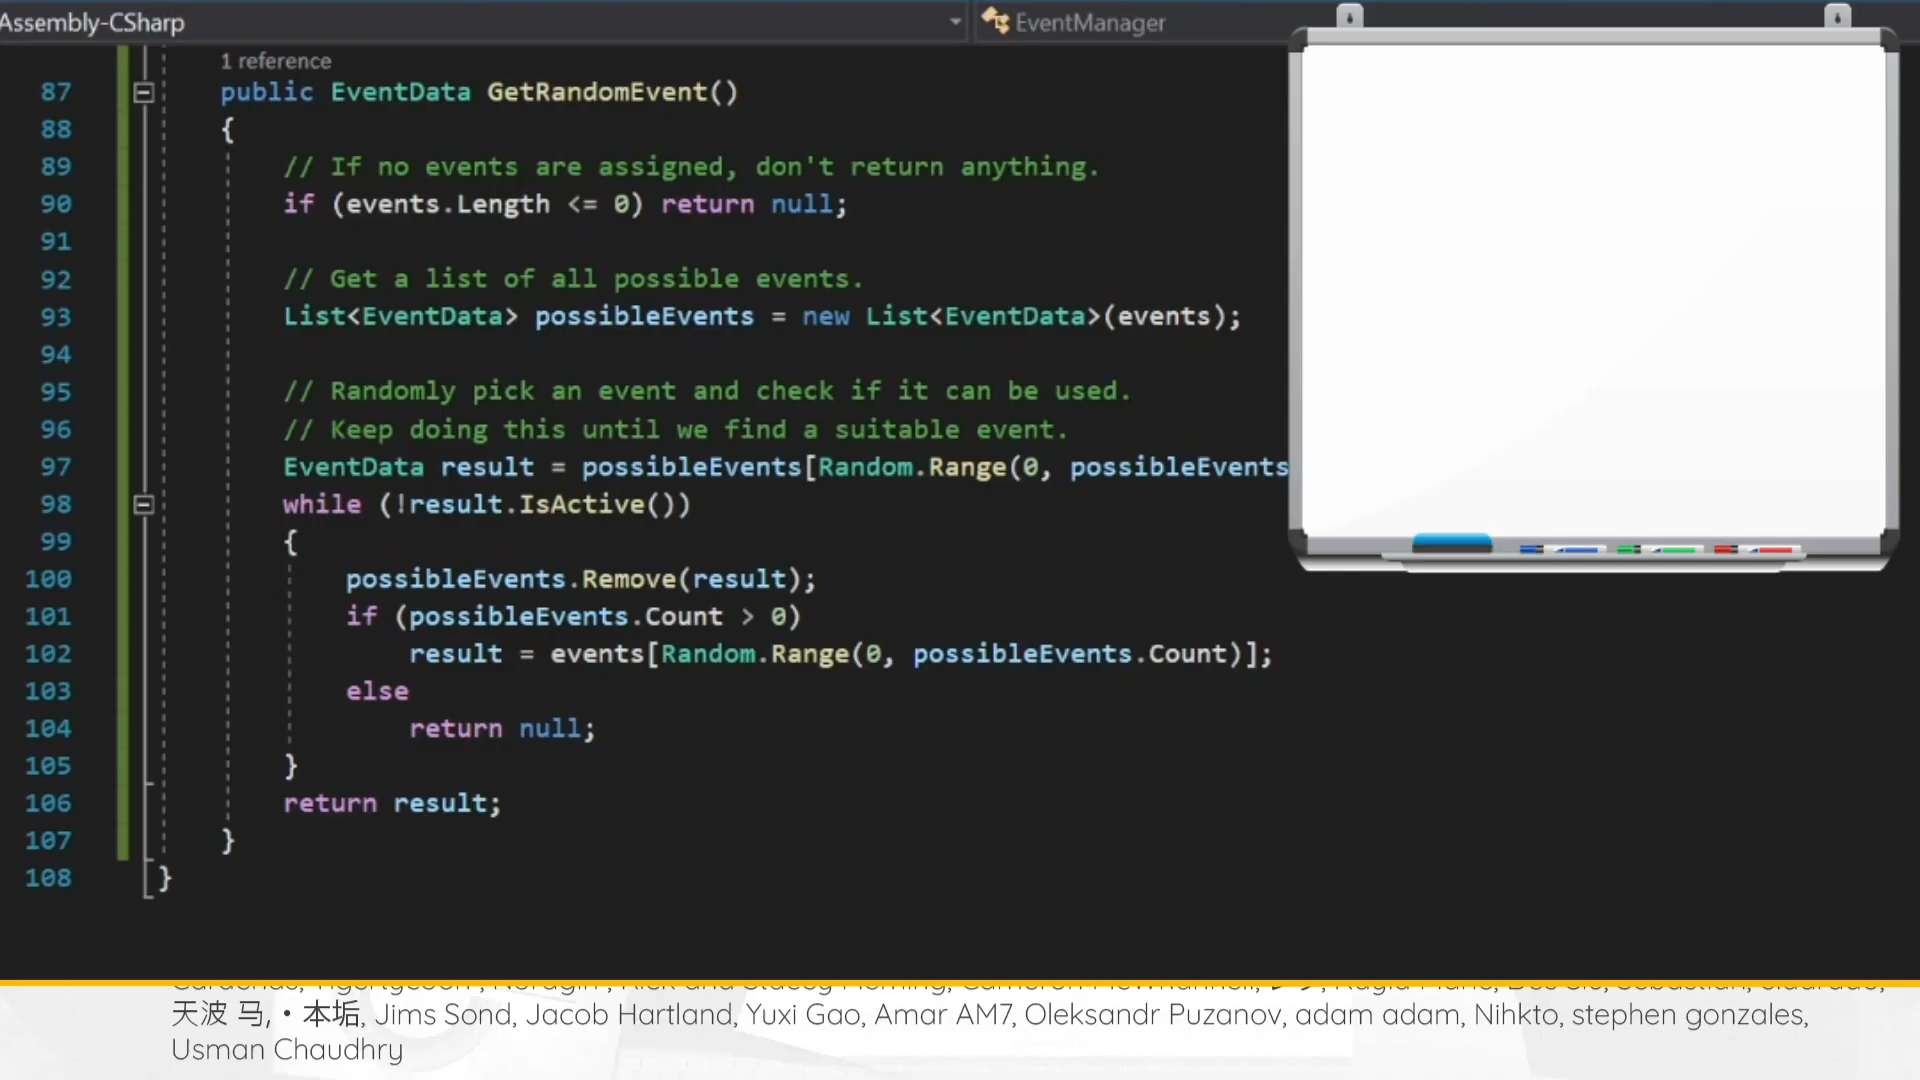 Assembly-CSharp
EventManager
1 reference
87 public EventData GetRandomEvent()
88 {
89 // If no events are assigned, don't return anything.
90 if (events.Length <= 0) return null;
91
92 // Get a list of all possible events.
93 List<EventData> possibleEvents = new List<EventData>(events);
94
95 // Randomly pick an event and check if it can be used.
96 // Keep doing this until we find a suitable event.
97 EventData result = possibleEvents[Random.Range(0, possibleEvents
98 while (!result.IsActive())
99 {
100 possibleEvents.Remove(result);
101 if (possibleEvents.Count > 0)
102 result = events[Random.Range(0, possibleEvents.Count)];
103 else
104 return null;
105 }
106 return result;
107 }
108 }
天波 马, • 本垢, Jims Sond, Jacob Hartland, Yuxi Gao, Amar AM7, Oleksandr Puzanov, adam adam, Nihkto, stephen gonzales,
Usman Chaudhry